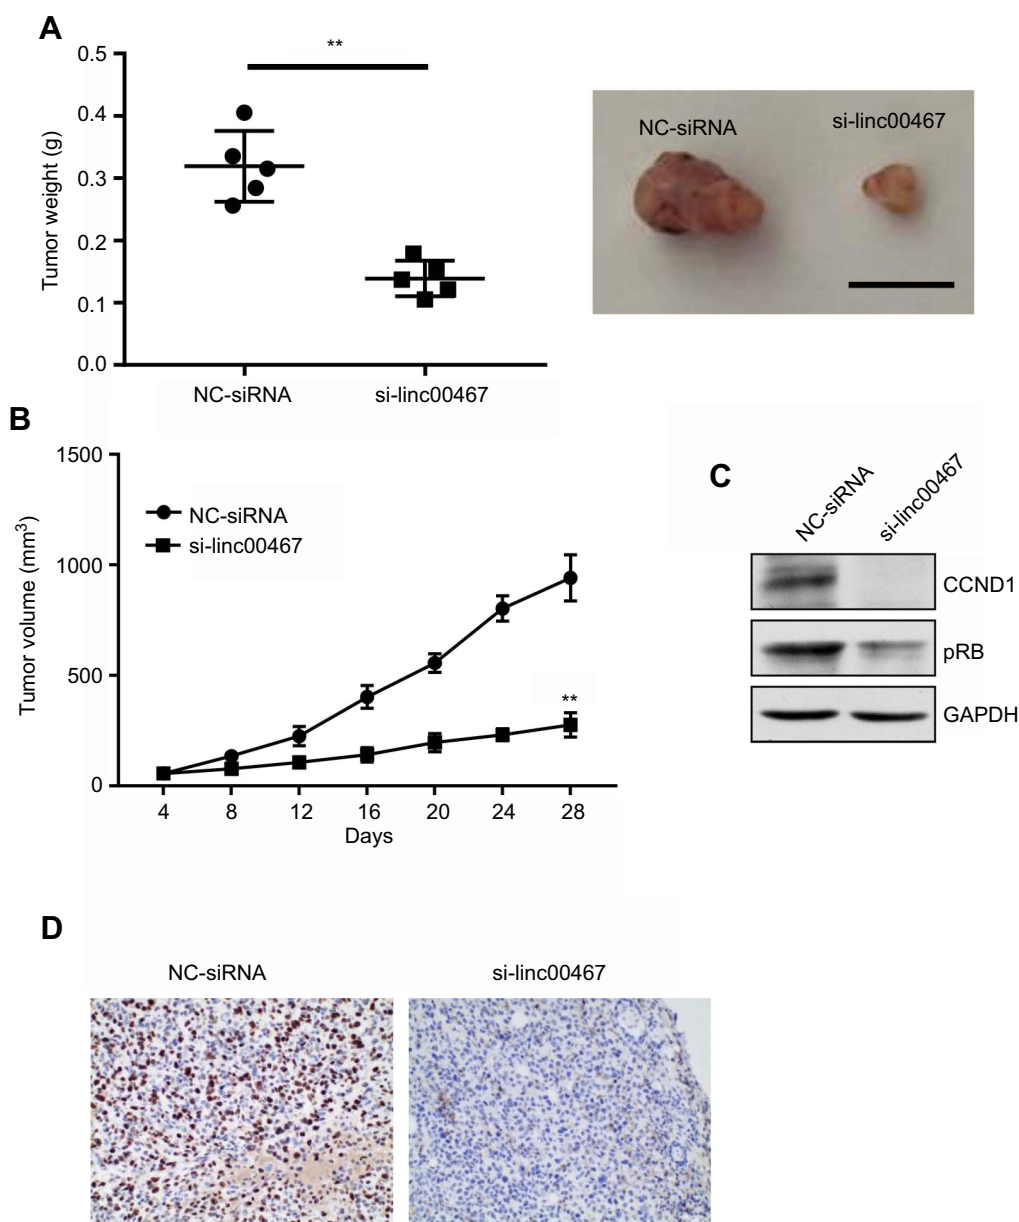 A
**
0.5
0.4
0.3
0.2
0.1
0.0
Tumor weight (g)
NC-siRNA
si-linc00467
NC-siRNA
si-linc00467
B
1500
1000
500
0
Tumor volume (mm³)
NC-siRNA
si-linc00467
**
4 8 12 16 20 24 28
Days
C
NC-siRNA
si-linc00467
CCND1
pRB
GAPDH
D
NC-siRNA
si-linc00467